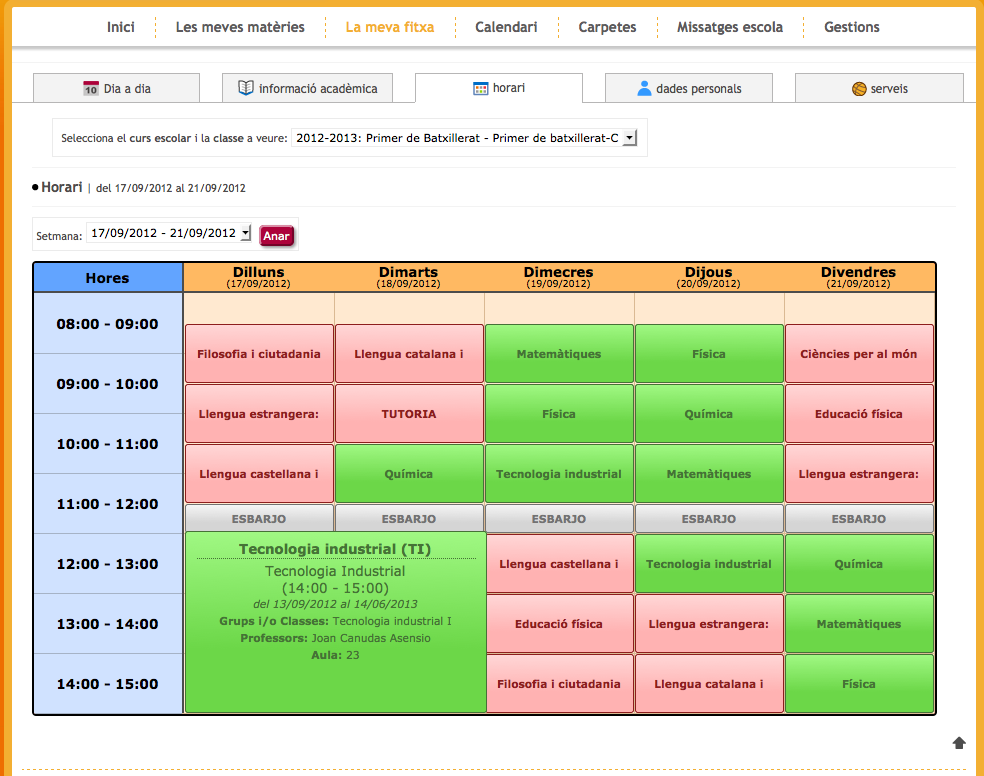 Inici Les meves matèries La meva fitxa Calendari Carpetes Missatges escola Gestions
10 Dia a dia informació acadèmica horari dades personals serveis
Selecciona el curs escolar i la classe a veure: 2012-2013: Primer de Batxillerat - Primer de batxillerat-C
Horari | del 17/09/2012 al 21/09/2012
Setmana: 17/09/2012 - 21/09/2012 Anar
Hores Dilluns Dimarts Dimecres Dijous Divendres
(17/09/2012) (18/09/2012) (19/09/2012) (20/09/2012) (21/09/2012)
08:00 - 09:00
Filosofia i ciutadania Llengua catalana i Matemàtiques Física Ciències per al món
09:00 - 10:00
Llengua estrangera: TUTORIA Física Química Educació física
10:00 - 11:00
Llengua castellana i Química Tecnologia industrial Matemàtiques Llengua estrangera:
11:00 - 12:00
ESBARJO ESBARJO ESBARJO ESBARJO ESBARJO
Tecnologia industrial (TI)
12:00 - 13:00 Llengua castellana i Tecnologia industrial Química
Tecnologia Industrial
(14:00 - 15:00)
del 13/09/2012 al 14/06/2013
Grups i/o Classes: Tecnologia industrial I
13:00 - 14:00 Educació física Llengua estrangera: Matemàtiques
Professors: Joan Canudas Asensio
Aula: 23
14:00 - 15:00 Filosofia i ciutadania Llengua catalana i Física